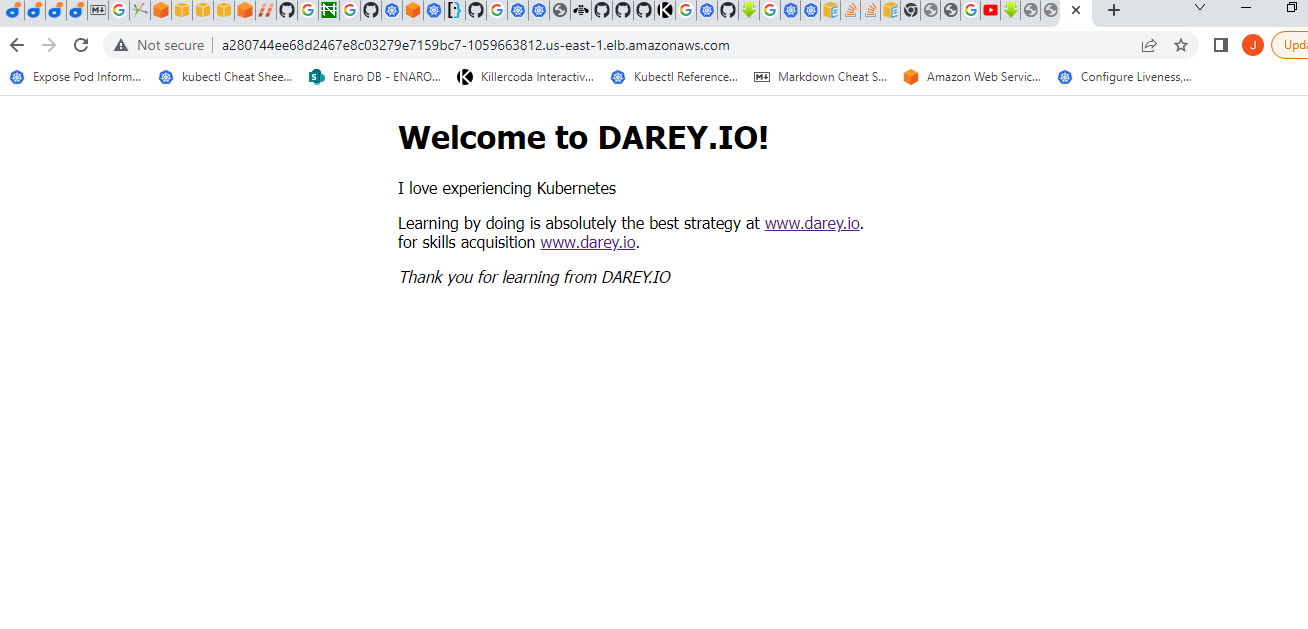 Not secure | a280744ee68d2467e8c03279e7159bc7-1059663812.us-east-1.elb.amazonaws.com J Upda
Expose Pod Inform... kubectl Cheat Shee... Enaro DB - ENARO... Killercoda Interactiv... Kubectl Reference... Markdown Cheat S... Amazon Web Servic... Configure Liveness,...
Welcome to DAREY.IO!
I love experiencing Kubernetes
Learning by doing is absolutely the best strategy at www.darey.io.
for skills acquisition www.darey.io.
Thank you for learning from DAREY.IO